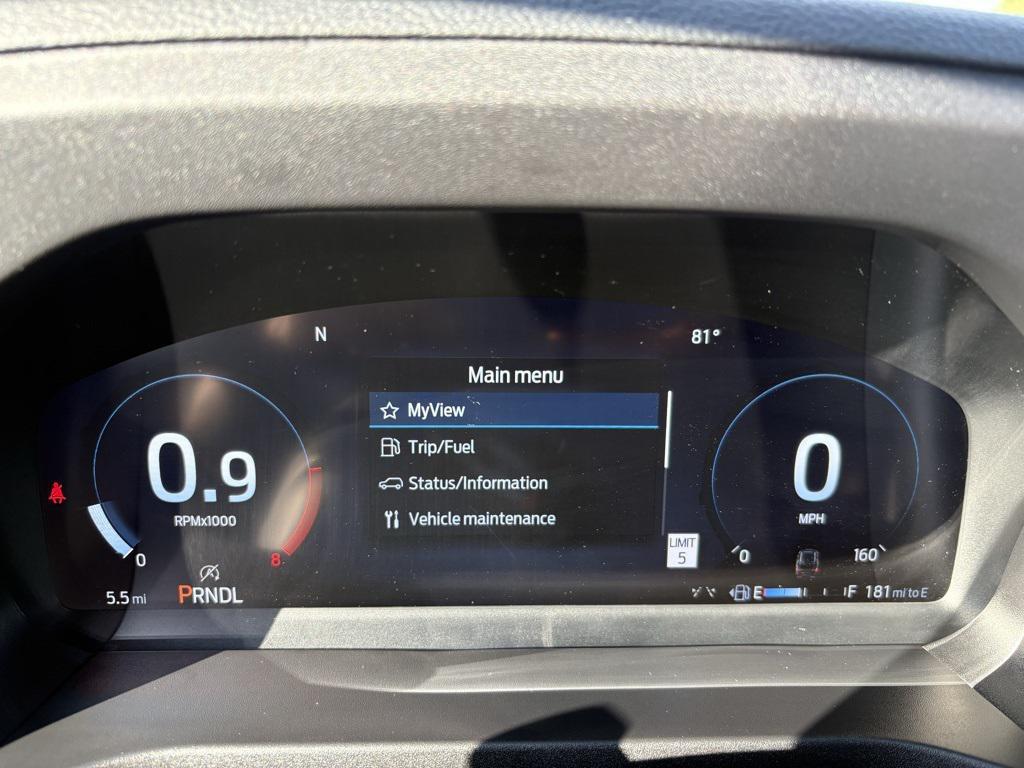 N
81°
Main menu
MyView
Trip/Fuel
Status/Information
Vehicle maintenance
0.9
RPMx1000
0
8
0
MPH
0
160
LIMIT
5
5.5 mi
PRNDL
E
F
181 mi to E